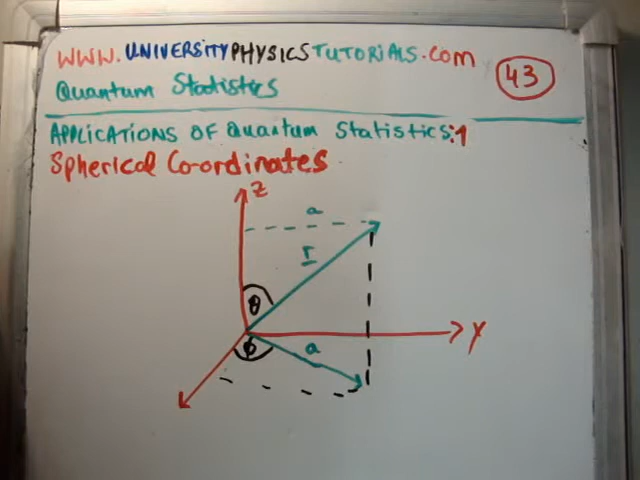 WWW.UNIVERSITYPHYSICSTUTORIALS.COM
43
Quantum Statistics
APPLICATIONS OF Quantum Statistics:1
Spherical Co-ordinates
z
a
r
θ
y
φ
a